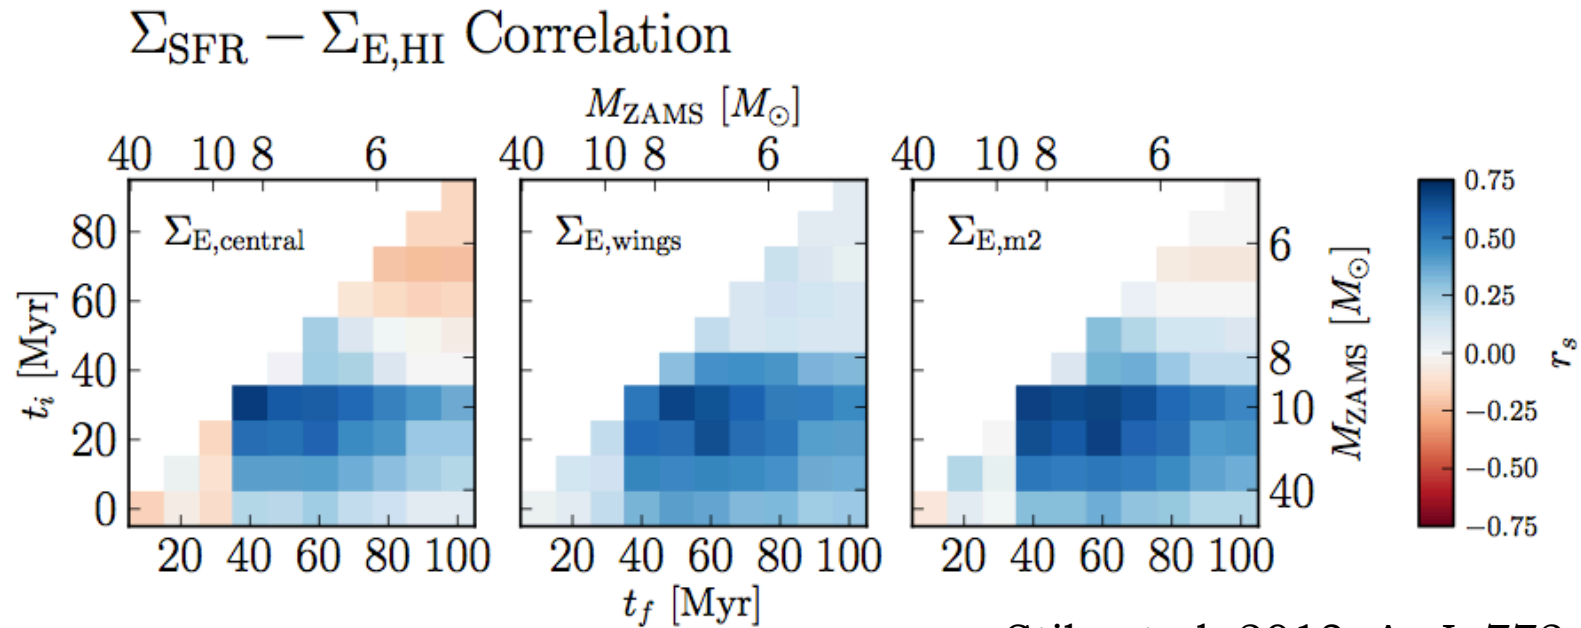 Σ_SFR − Σ_E,HI Correlation
M_ZAMS [M_⊙]
40 10 8 6 40 10 8 6 40 10 8 6
Σ_E,central Σ_E,wings Σ_E,m2
t_i [Myr]
80
60
40
20
0
6
8
10
40
M_ZAMS [M_⊙]
0.75
0.50
0.25
0.00
−0.25
−0.50
−0.75
r_s
20 40 60 80 100 20 40 60 80 100 20 40 60 80 100
t_f [Myr]